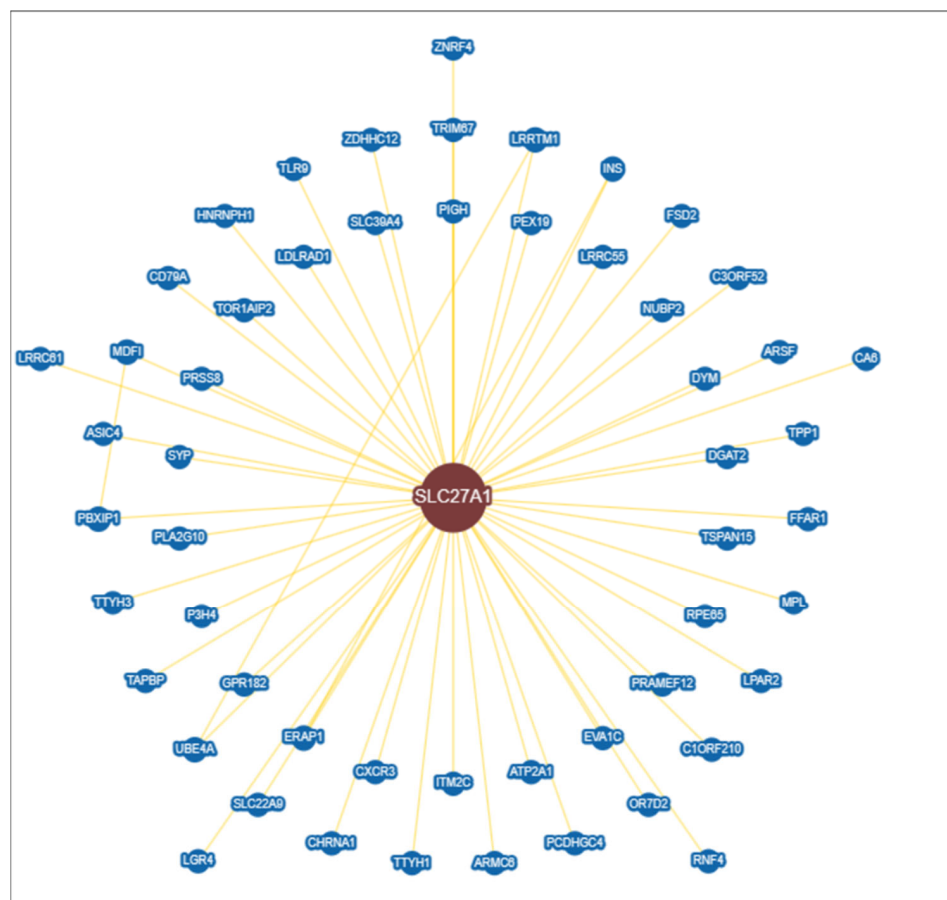 ZNRF4
TRIM67
ZDHHC12
LRRTM1
TLR9
INS
HNRNPH1
SLC39A4
PIGH
PEX19
FSD2
LDLRAD1
LRRC55
CD79A
C3ORF52
TOR1AIP2
NUBP2
LRRC61
MDFI
ARSF
CA6
PRSS8
DYM
ASIC4
TPP1
SYP
DGAT2
SLC27A1
PBXIP1
FFAR1
PLA2G10
TSPAN15
TTYH3
MPL
P3H4
RPE65
TAPBP
GPR182
PRAMEF12
LPAR2
UBE4A
ERAP1
EVA1C
C1ORF210
CXCR3
ITM2C
ATP2A1
SLC22A9
OR7D2
CHRNA1
PCDHGC4
LGR4
TTYH1
ARMC6
RNF4